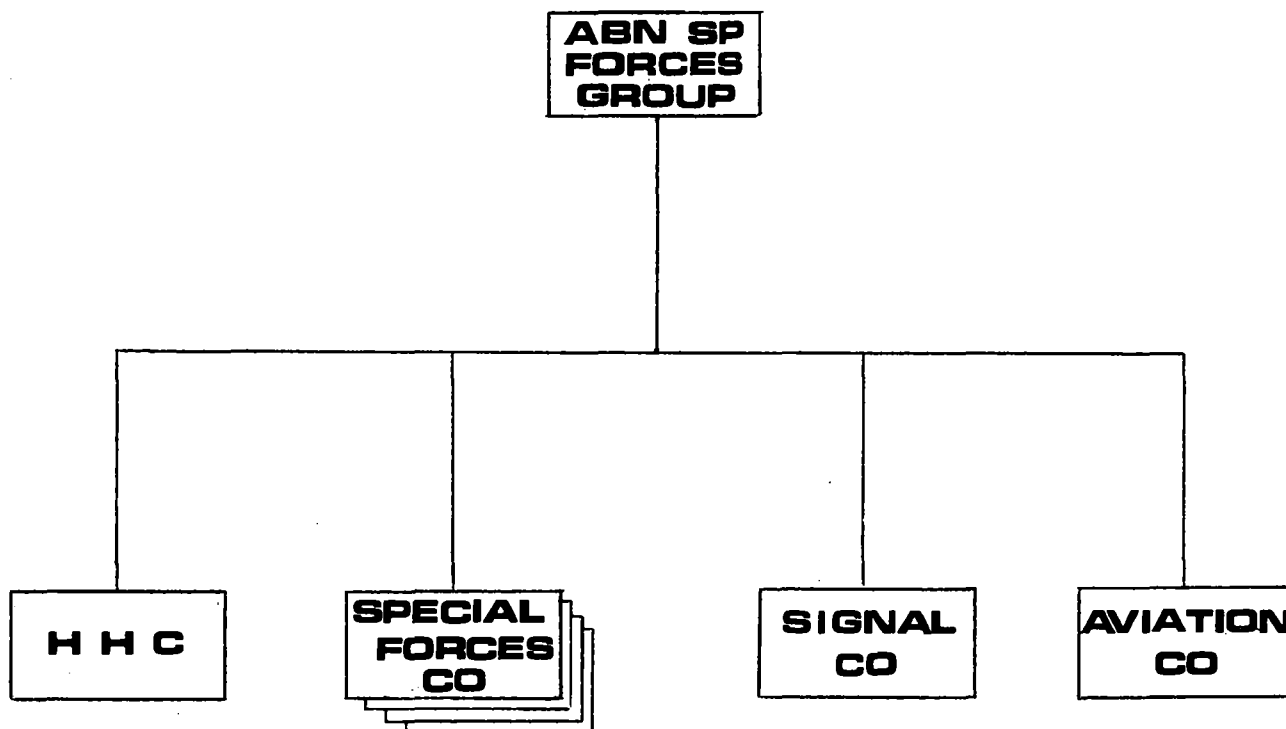 ABN SP
FORCES
GROUP
H H C
SPECIAL
FORCES
CO
SIGNAL
CO
AVIATION
CO